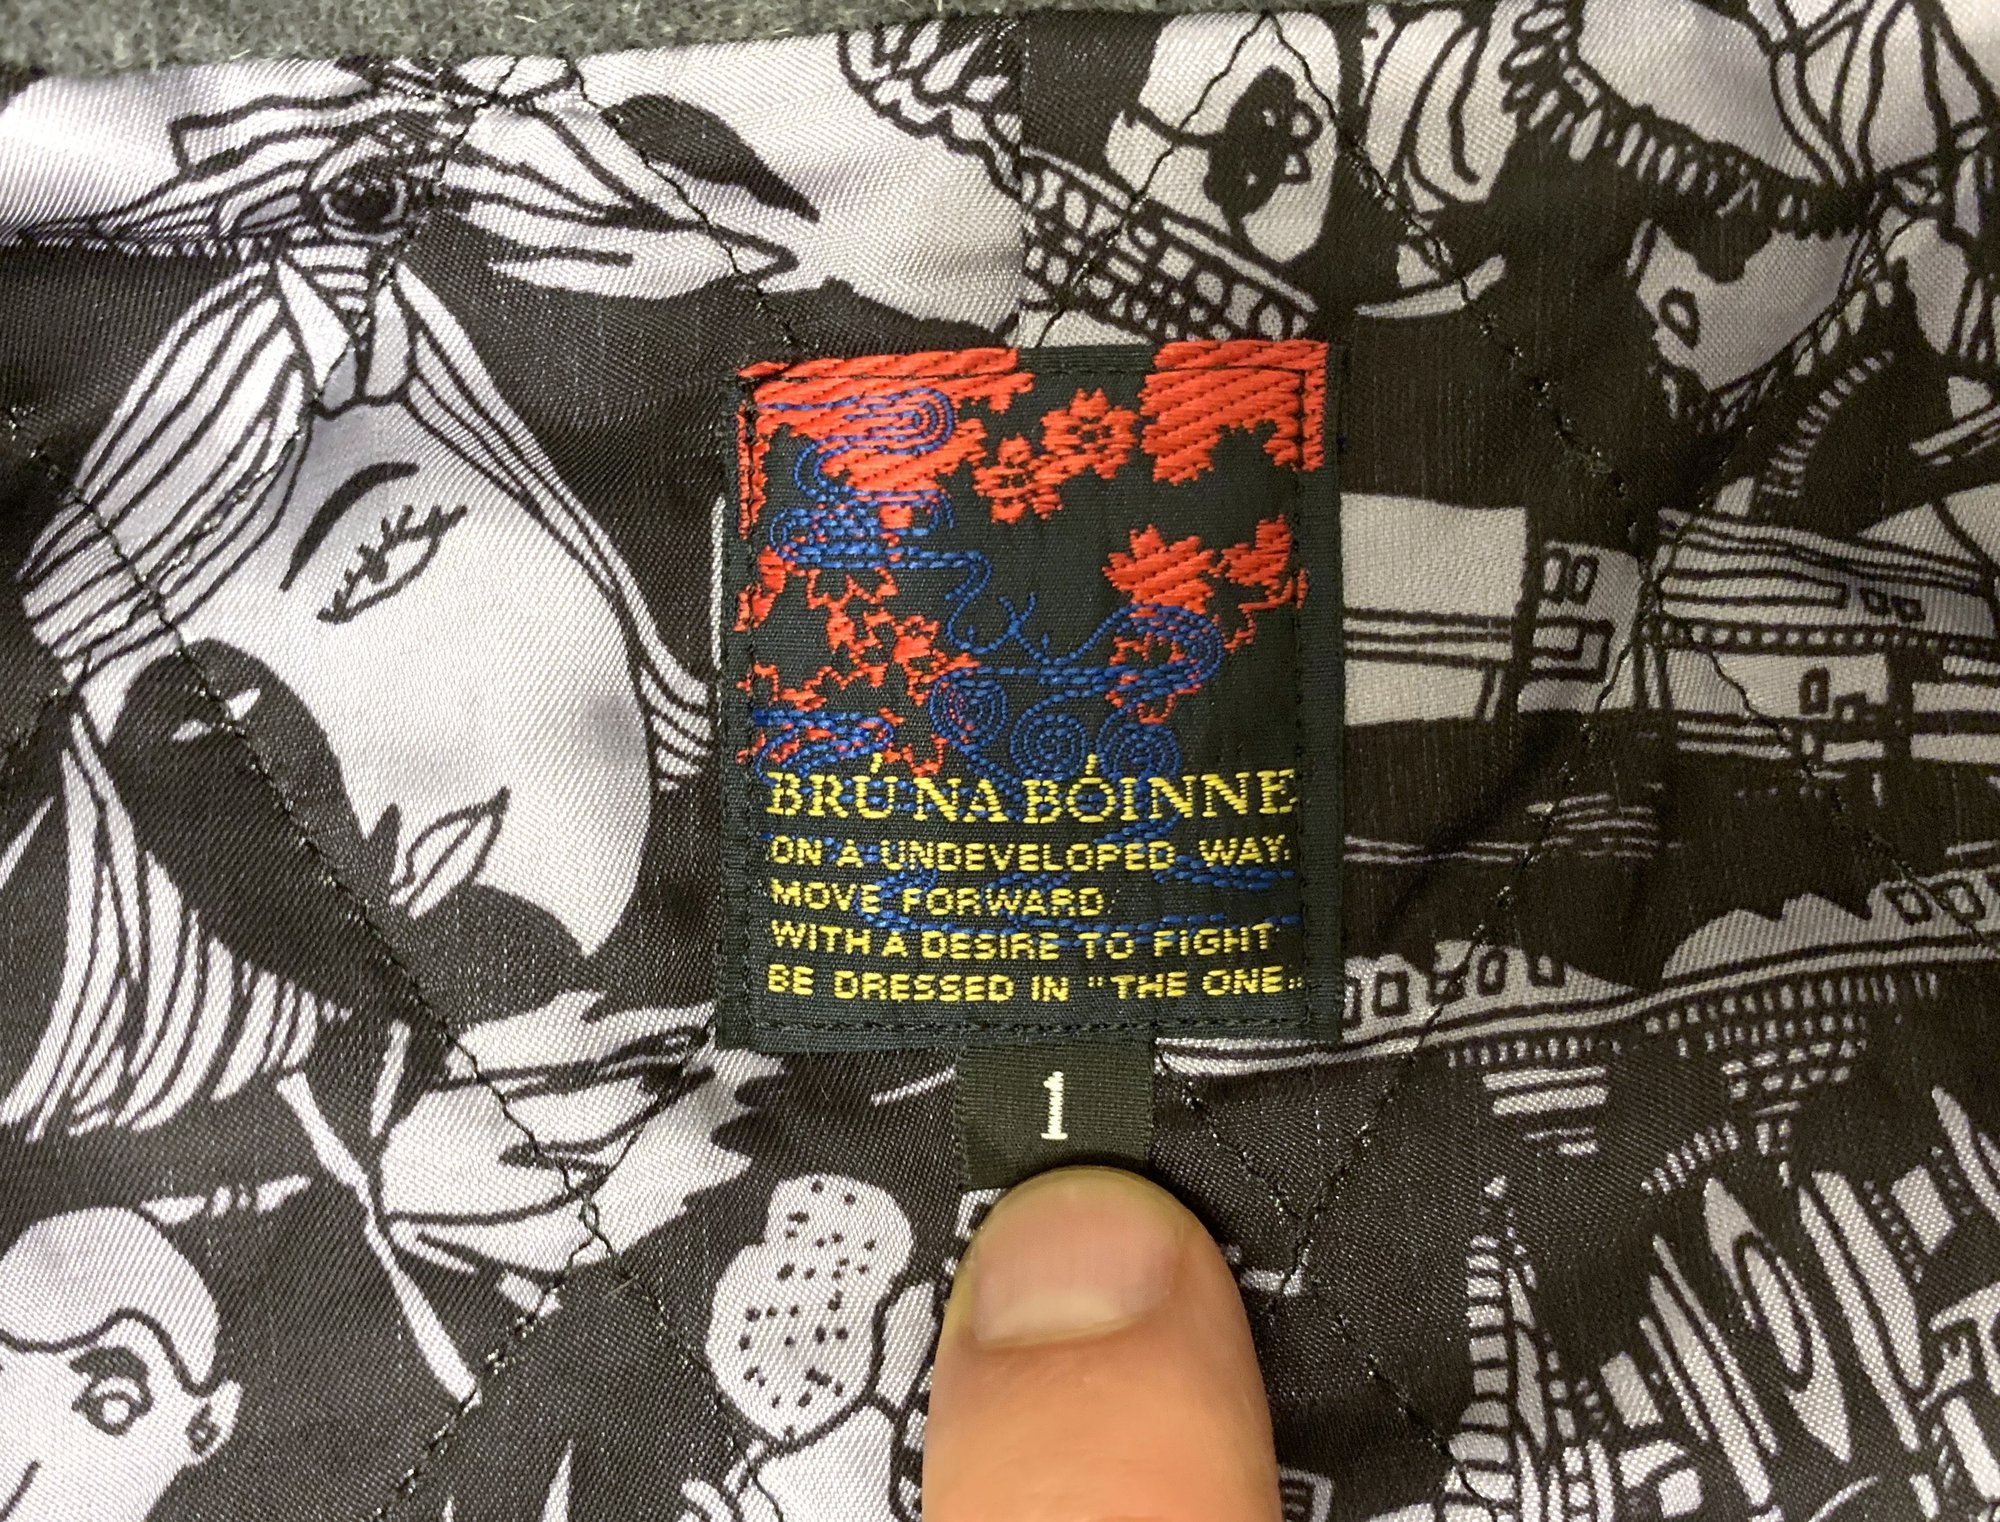 BRÚ NA BÓINNE
ON A UNDEVELOPED WAY.
MOVE FORWARD.
WITH A DESIRE TO FIGHT
BE DRESSED IN "THE ONE."
1